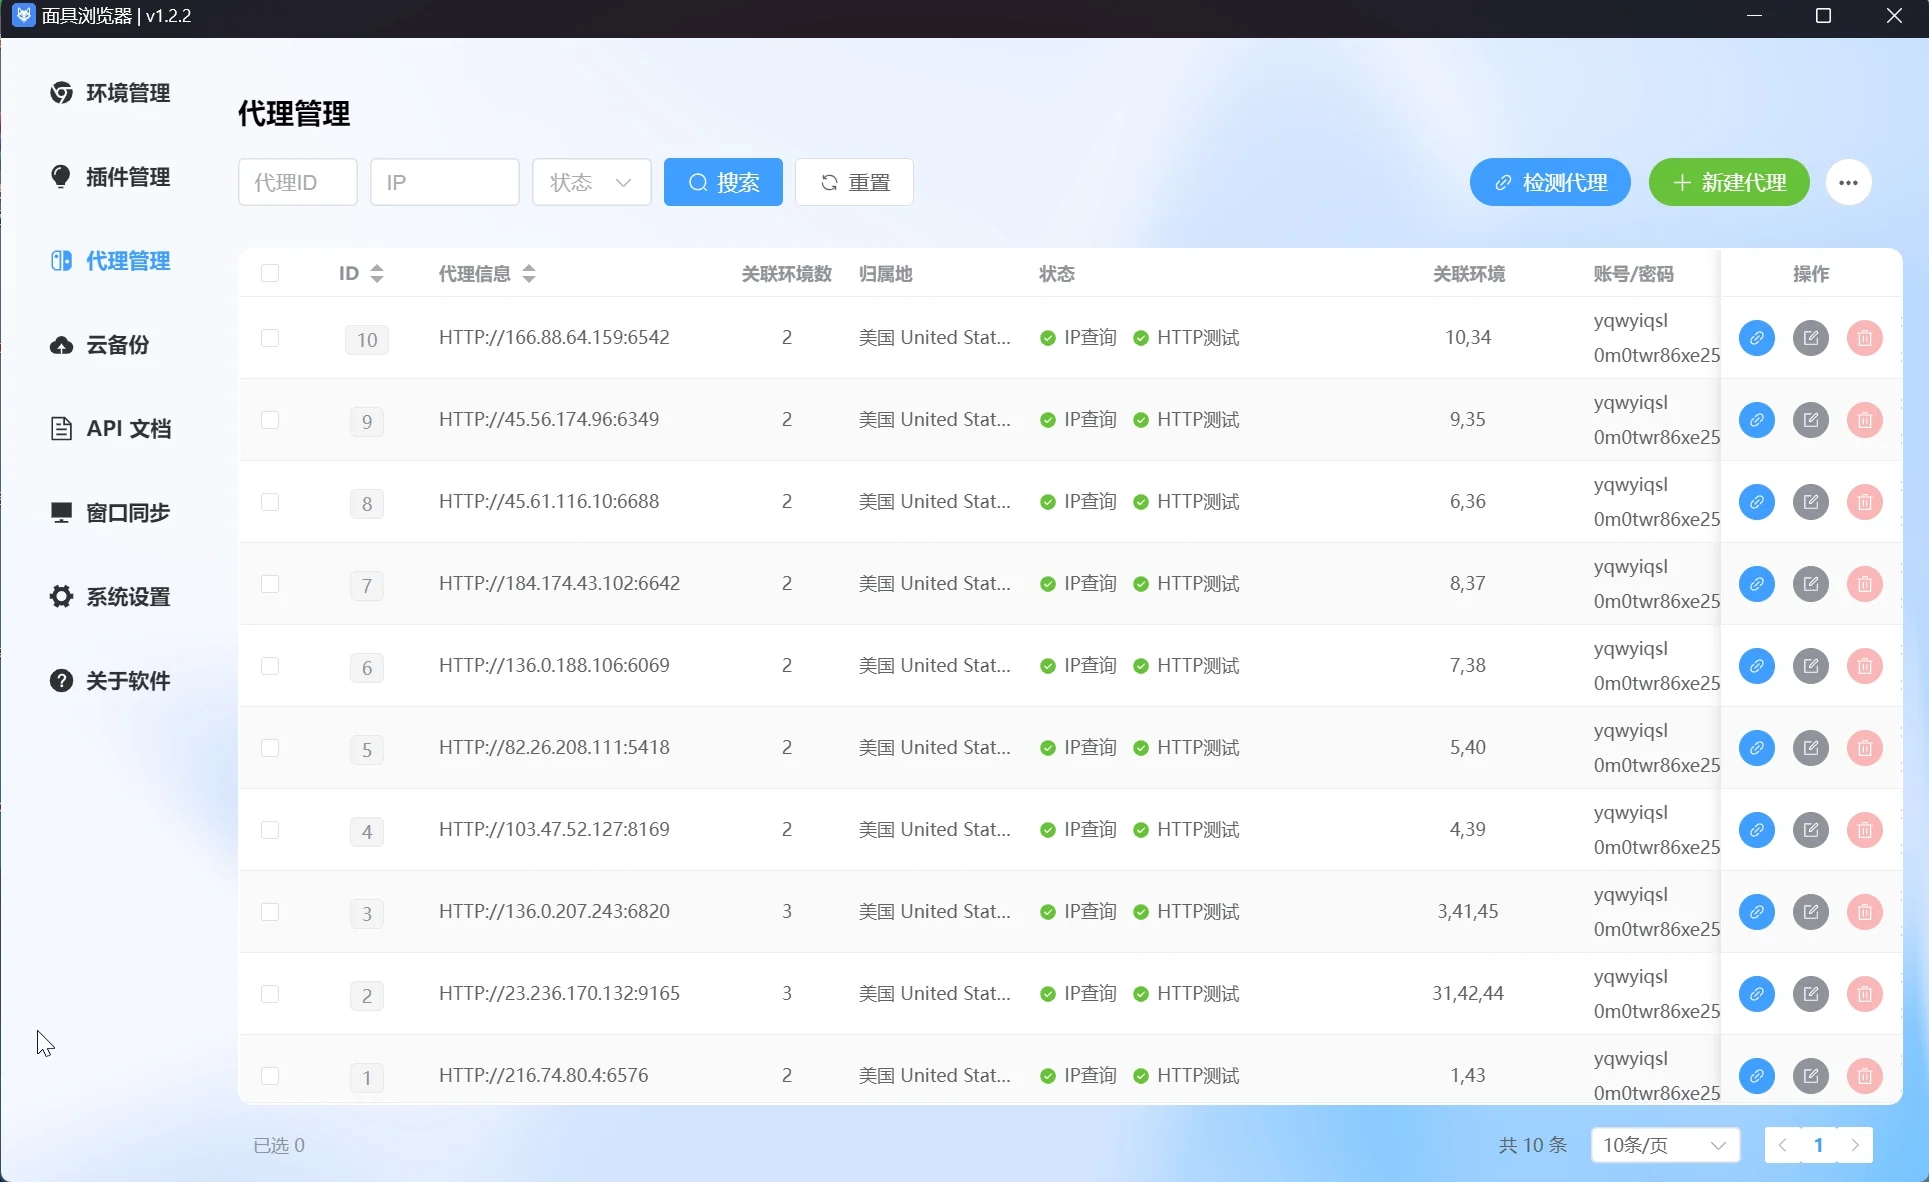 面具浏览器 | v1.2.2
环境管理
插件管理
代理管理
云备份
API 文档
窗口同步
系统设置
关于软件
代理管理
代理ID IP 状态 搜索 重置 检测代理 新建代理
ID 代理信息 关联环境数 归属地 状态 关联环境 账号/密码 操作
10 HTTP://166.88.64.159:6542 2 美国 United Stat... IP查询 HTTP测试 10,34 yqwyiqsl
0m0twr86xe25
9 HTTP://45.56.174.96:6349 2 美国 United Stat... IP查询 HTTP测试 9,35 yqwyiqsl
0m0twr86xe25
8 HTTP://45.61.116.10:6688 2 美国 United Stat... IP查询 HTTP测试 6,36 yqwyiqsl
0m0twr86xe25
7 HTTP://184.174.43.102:6642 2 美国 United Stat... IP查询 HTTP测试 8,37 yqwyiqsl
0m0twr86xe25
6 HTTP://136.0.188.106:6069 2 美国 United Stat... IP查询 HTTP测试 7,38 yqwyiqsl
0m0twr86xe25
5 HTTP://82.26.208.111:5418 2 美国 United Stat... IP查询 HTTP测试 5,40 yqwyiqsl
0m0twr86xe25
4 HTTP://103.47.52.127:8169 2 美国 United Stat... IP查询 HTTP测试 4,39 yqwyiqsl
0m0twr86xe25
3 HTTP://136.0.207.243:6820 3 美国 United Stat... IP查询 HTTP测试 3,41,45 yqwyiqsl
0m0twr86xe25
2 HTTP://23.236.170.132:9165 3 美国 United Stat... IP查询 HTTP测试 31,42,44 yqwyiqsl
0m0twr86xe25
1 HTTP://216.74.80.4:6576 2 美国 United Stat... IP查询 HTTP测试 1,43 yqwyiqsl
0m0twr86xe25
已选 0 共 10 条 10条/页 1